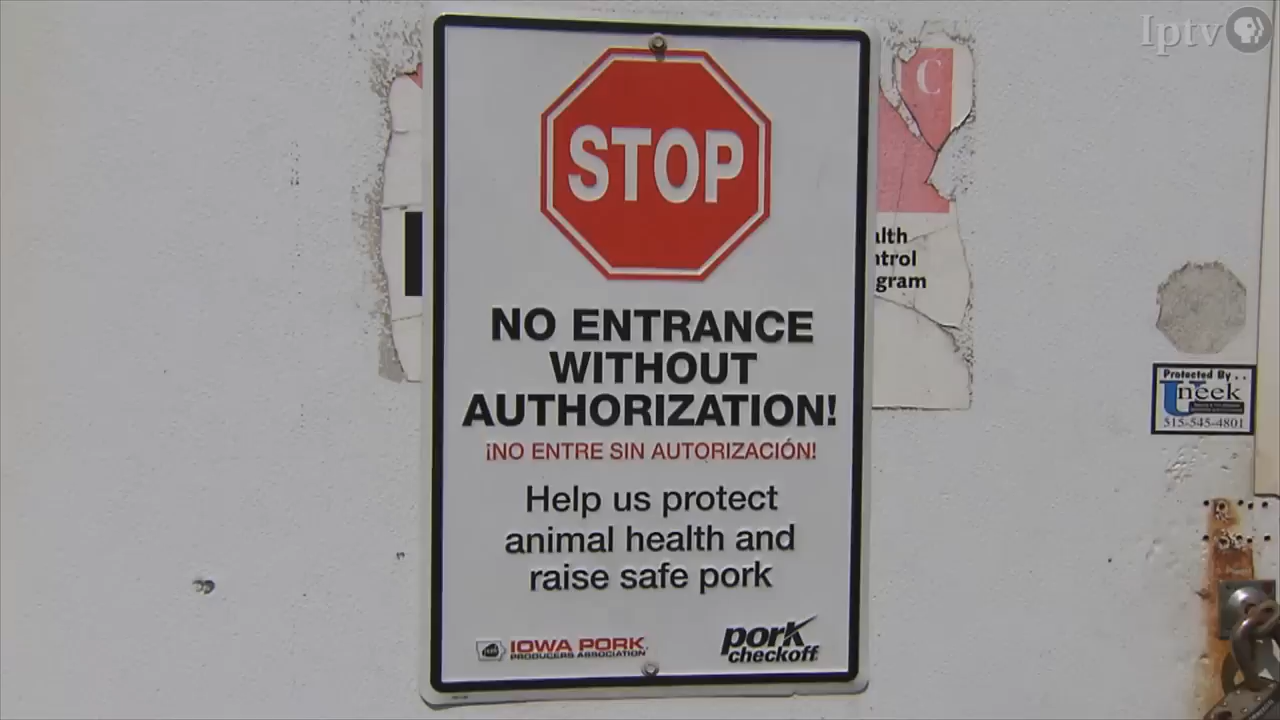 Iptv
C
STOP
alth
ntrol
gram
NO ENTRANCE
WITHOUT
AUTHORIZATION!
¡NO ENTRE SIN AUTORIZACIÓN!
Help us protect
animal health and
raise safe pork
IOWA PORK
PRODUCERS ASSOCIATION
pork
checkoff
Protected By . .
Uneek
515-545-4801